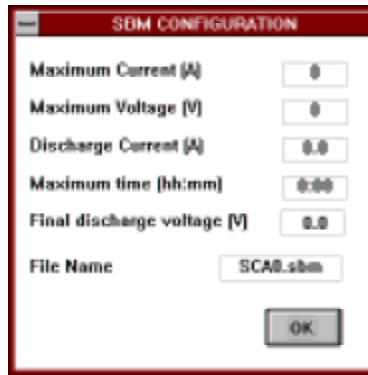 SBM CONFIGURATION
Maximum Current (A) 0
Maximum Voltage (V) 0
Discharge Current (A) 0.0
Maximum time (hh:mm) 0:00
Final discharge voltage (V) 0.0
File Name SCA0.sbm
OK